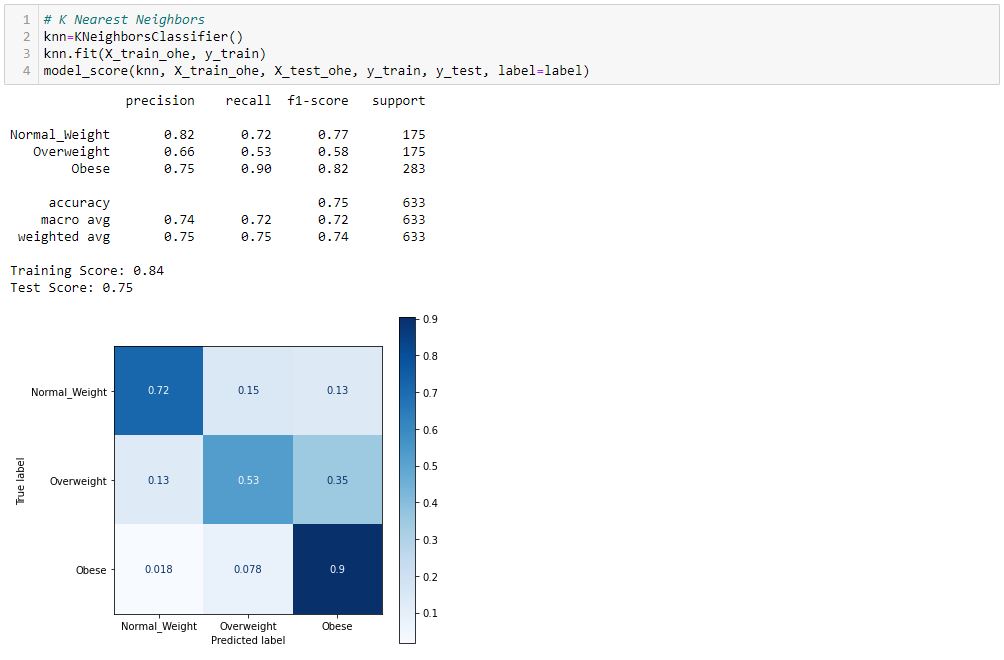 1 # K Nearest Neighbors
2 knn=KNeighborsClassifier()
3 knn.fit(X_train_ohe, y_train)
4 model_score(knn, X_train_ohe, X_test_ohe, y_train, y_test, label=label)
precision recall f1-score support
Normal_Weight 0.82 0.72 0.77 175
Overweight 0.66 0.53 0.58 175
Obese 0.75 0.90 0.82 283
accuracy 0.75 633
macro avg 0.74 0.72 0.72 633
weighted avg 0.75 0.75 0.74 633
Training Score: 0.84
Test Score: 0.75
True label
Normal_Weight 0.72 0.15 0.13
Overweight 0.13 0.53 0.35
Obese 0.018 0.078 0.9
Normal_Weight Overweight Obese
Predicted label
0.9
0.8
0.7
0.6
0.5
0.4
0.3
0.2
0.1